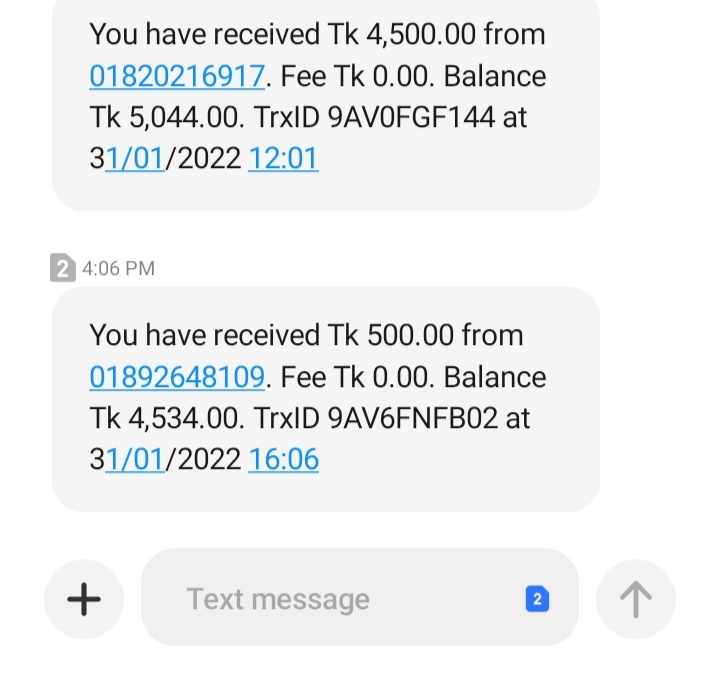 You have received Tk 4,500.00 from
01820216917. Fee Tk 0.00. Balance
Tk 5,044.00. TrxID 9AV0FGF144 at
31/01/2022 12:01
2 4:06 PM
You have received Tk 500.00 from
01892648109. Fee Tk 0.00. Balance
Tk 4,534.00. TrxID 9AV6FNFB02 at
31/01/2022 16:06
Text message 2